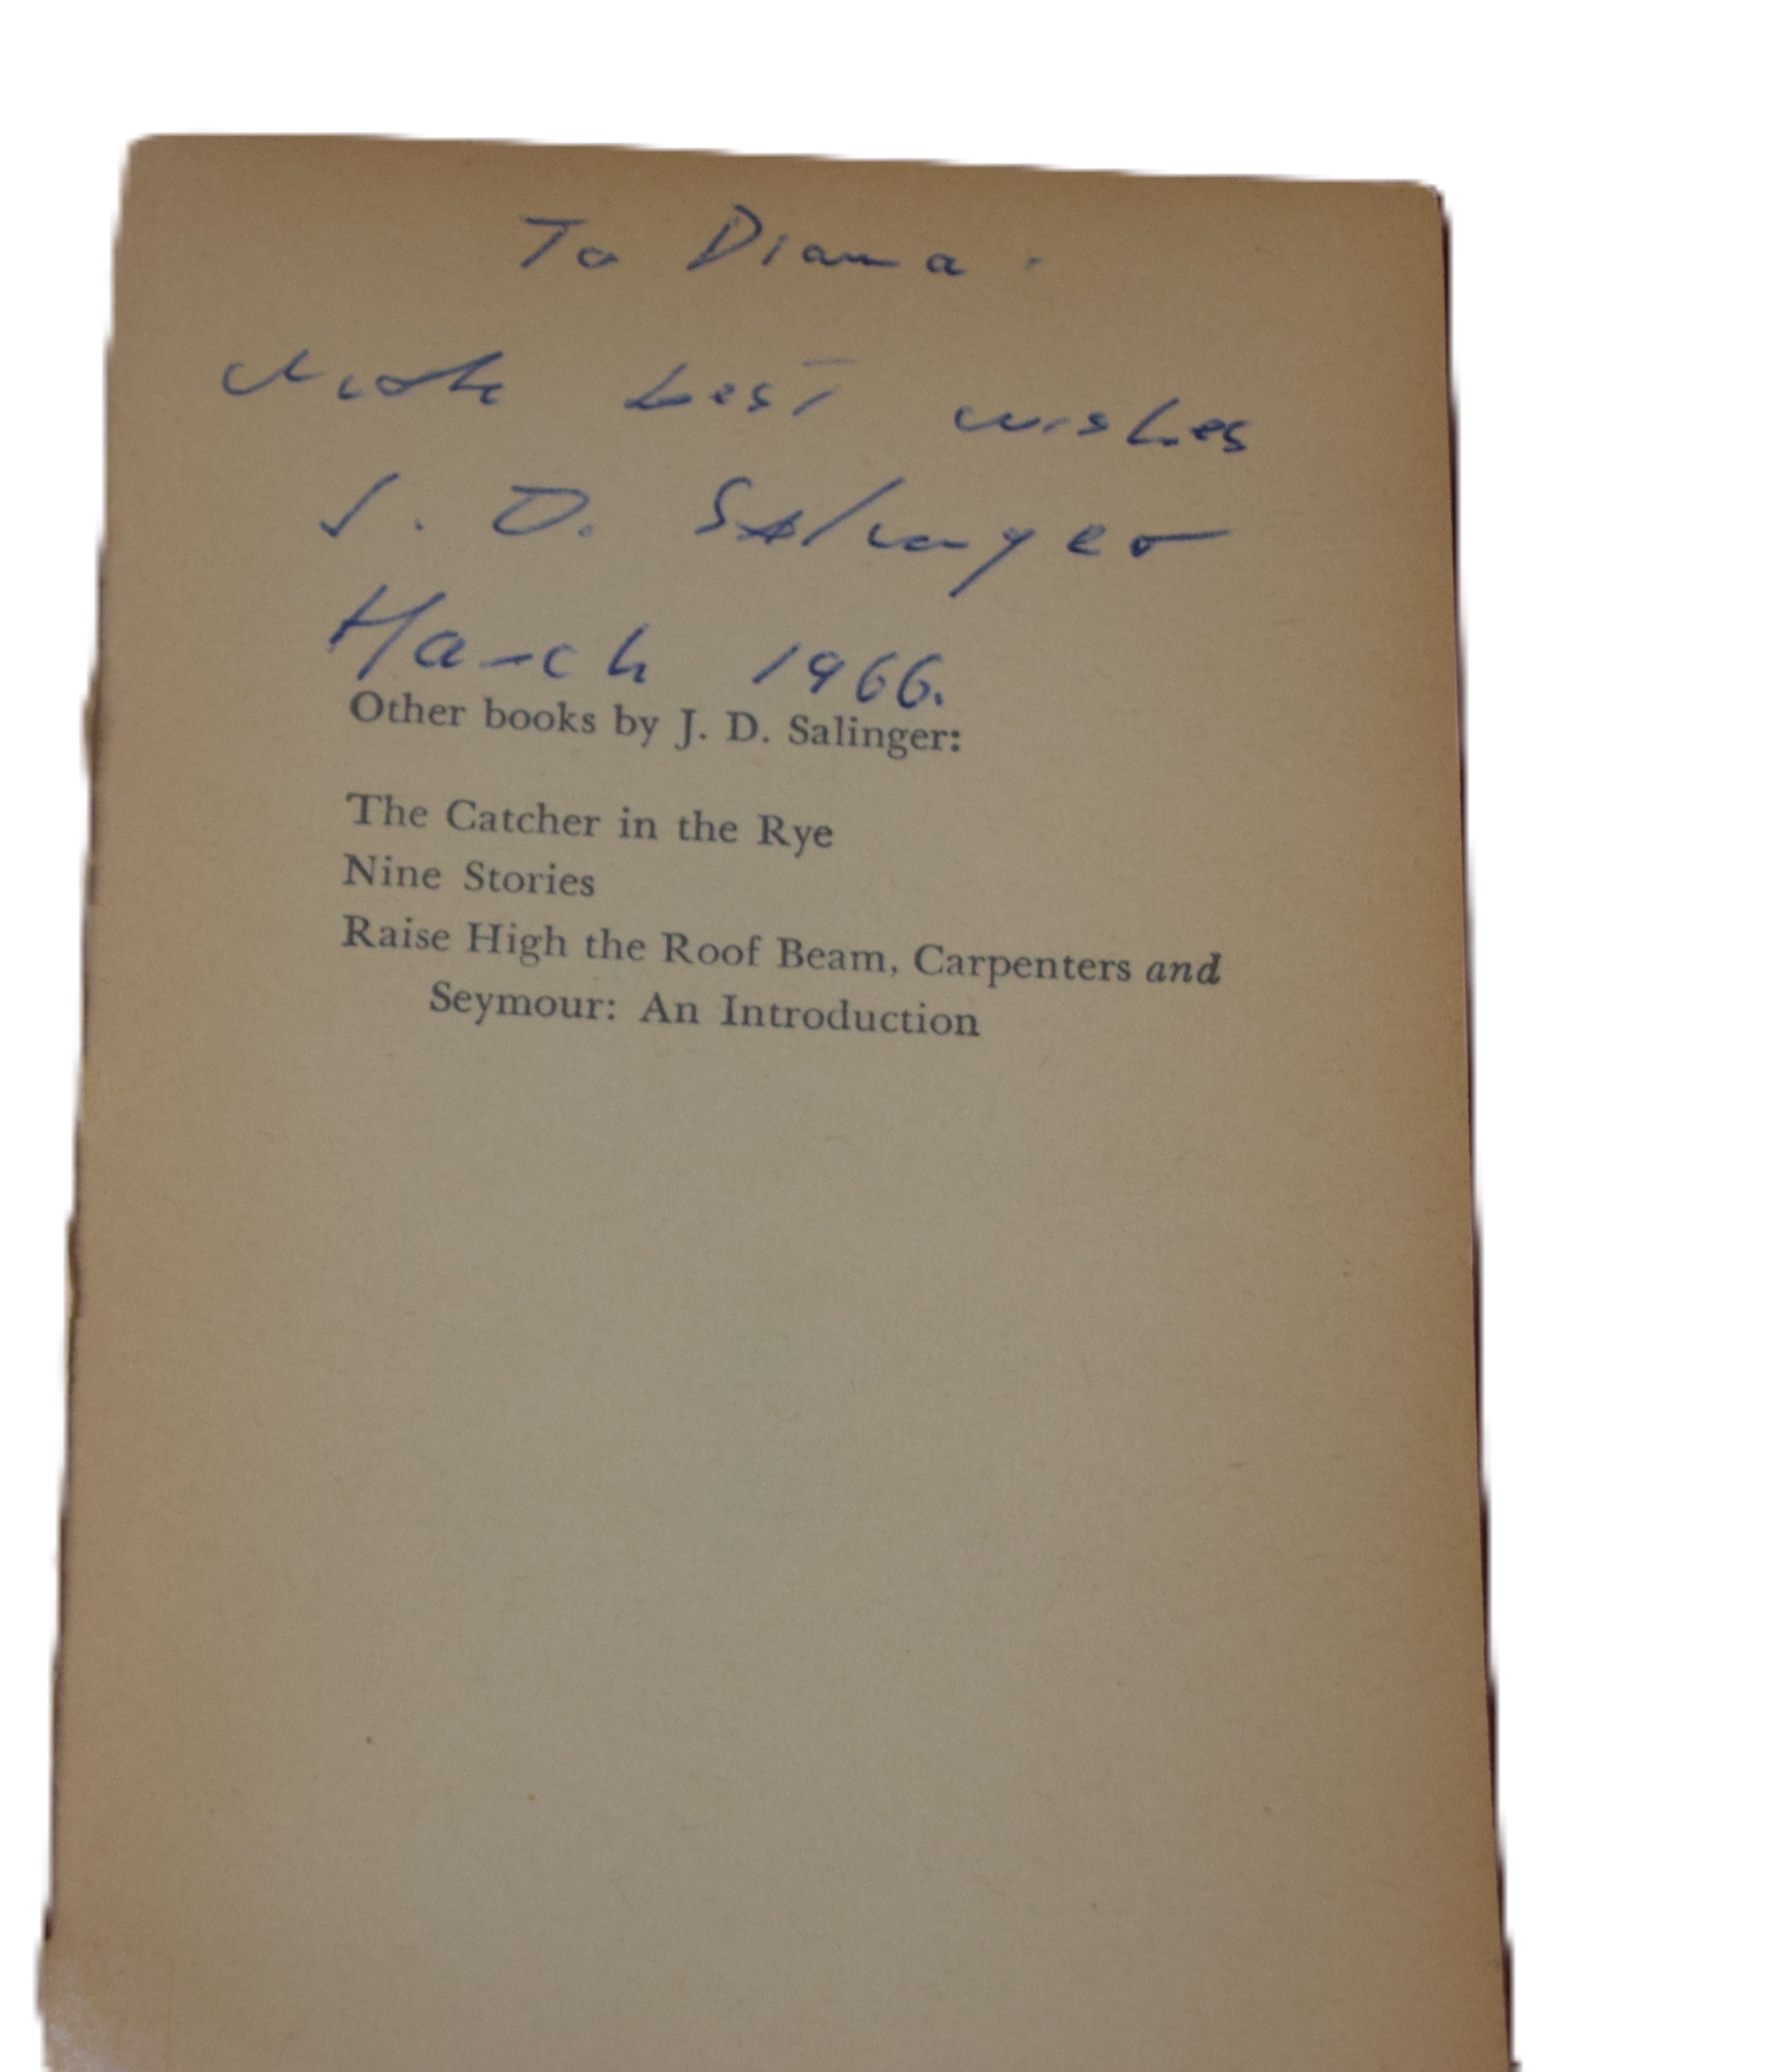 To Diana.
With best wishes
J. D. Salinger
March 1966.
Other books by J. D. Salinger:
The Catcher in the Rye
Nine Stories
Raise High the Roof Beam, Carpenters and
Seymour: An Introduction